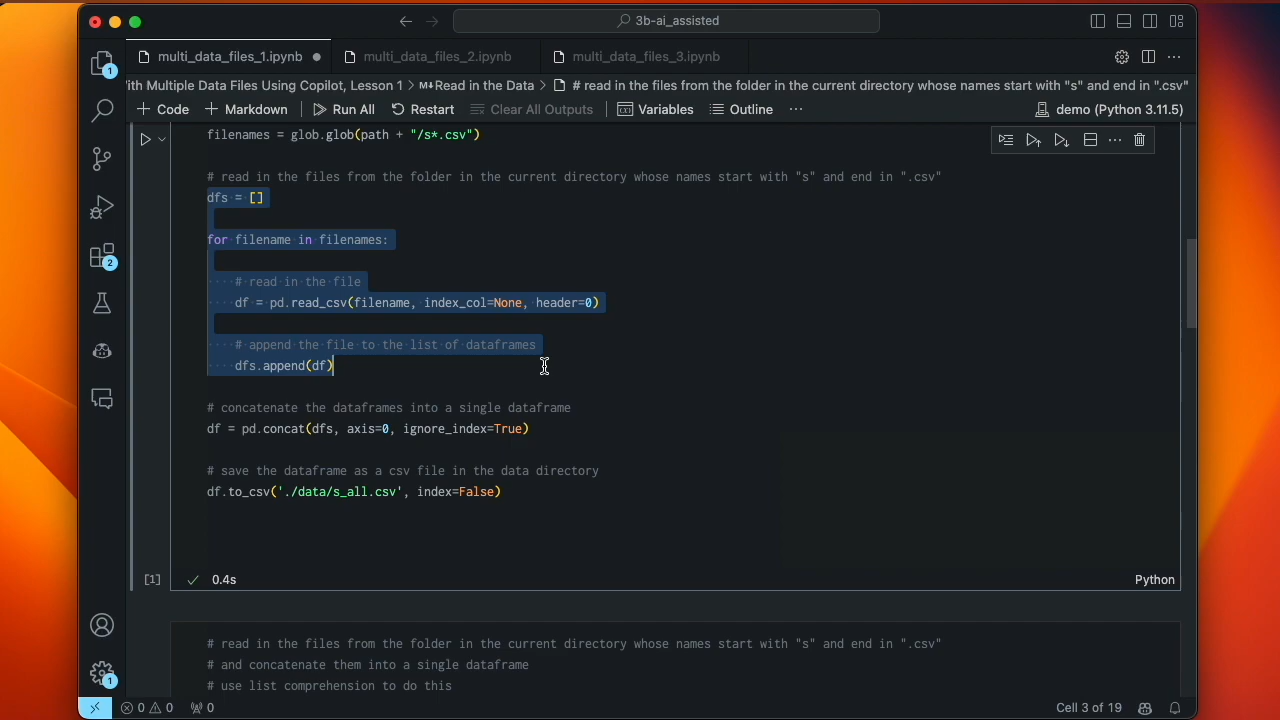 3b-ai_assisted
multi_data_files_1.ipynb
multi_data_files_2.ipynb
multi_data_files_3.ipynb
ith Multiple Data Files Using Copilot, Lesson 1 > M↓Read in the Data > # read in the files from the folder in the current directory whose names start with "s" and end in ".csv"
+ Code + Markdown Run All Restart Clear All Outputs Variables Outline ... demo (Python 3.11.5)
filenames = glob.glob(path + "/s*.csv")
# read in the files from the folder in the current directory whose names start with "s" and end in ".csv"
dfs = []
for filename in filenames:
# read in the file
df = pd.read_csv(filename, index_col=None, header=0)
# append the file to the list of dataframes
dfs.append(df)
# concatenate the dataframes into a single dataframe
df = pd.concat(dfs, axis=0, ignore_index=True)
# save the dataframe as a csv file in the data directory
df.to_csv('./data/s_all.csv', index=False)
[1] 0.4s Python
# read in the files from the folder in the current directory whose names start with "s" and end in ".csv"
# and concatenate them into a single dataframe
# use list comprehension to do this
1
2
1
0 0 0 Cell 3 of 19